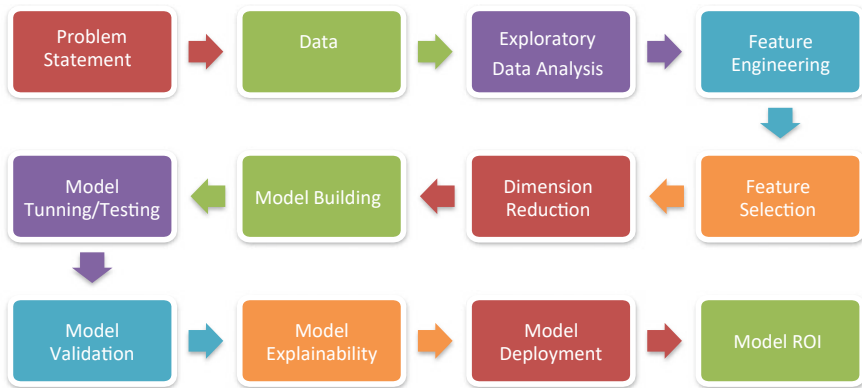 Problem
Statement
Data
Exploratory
Data Analysis
Feature
Engineering
Feature
Selection
Dimension
Reduction
Model Building
Model
Tunning/Testing
Model
Validation
Model
Explainability
Model
Deployment
Model ROI